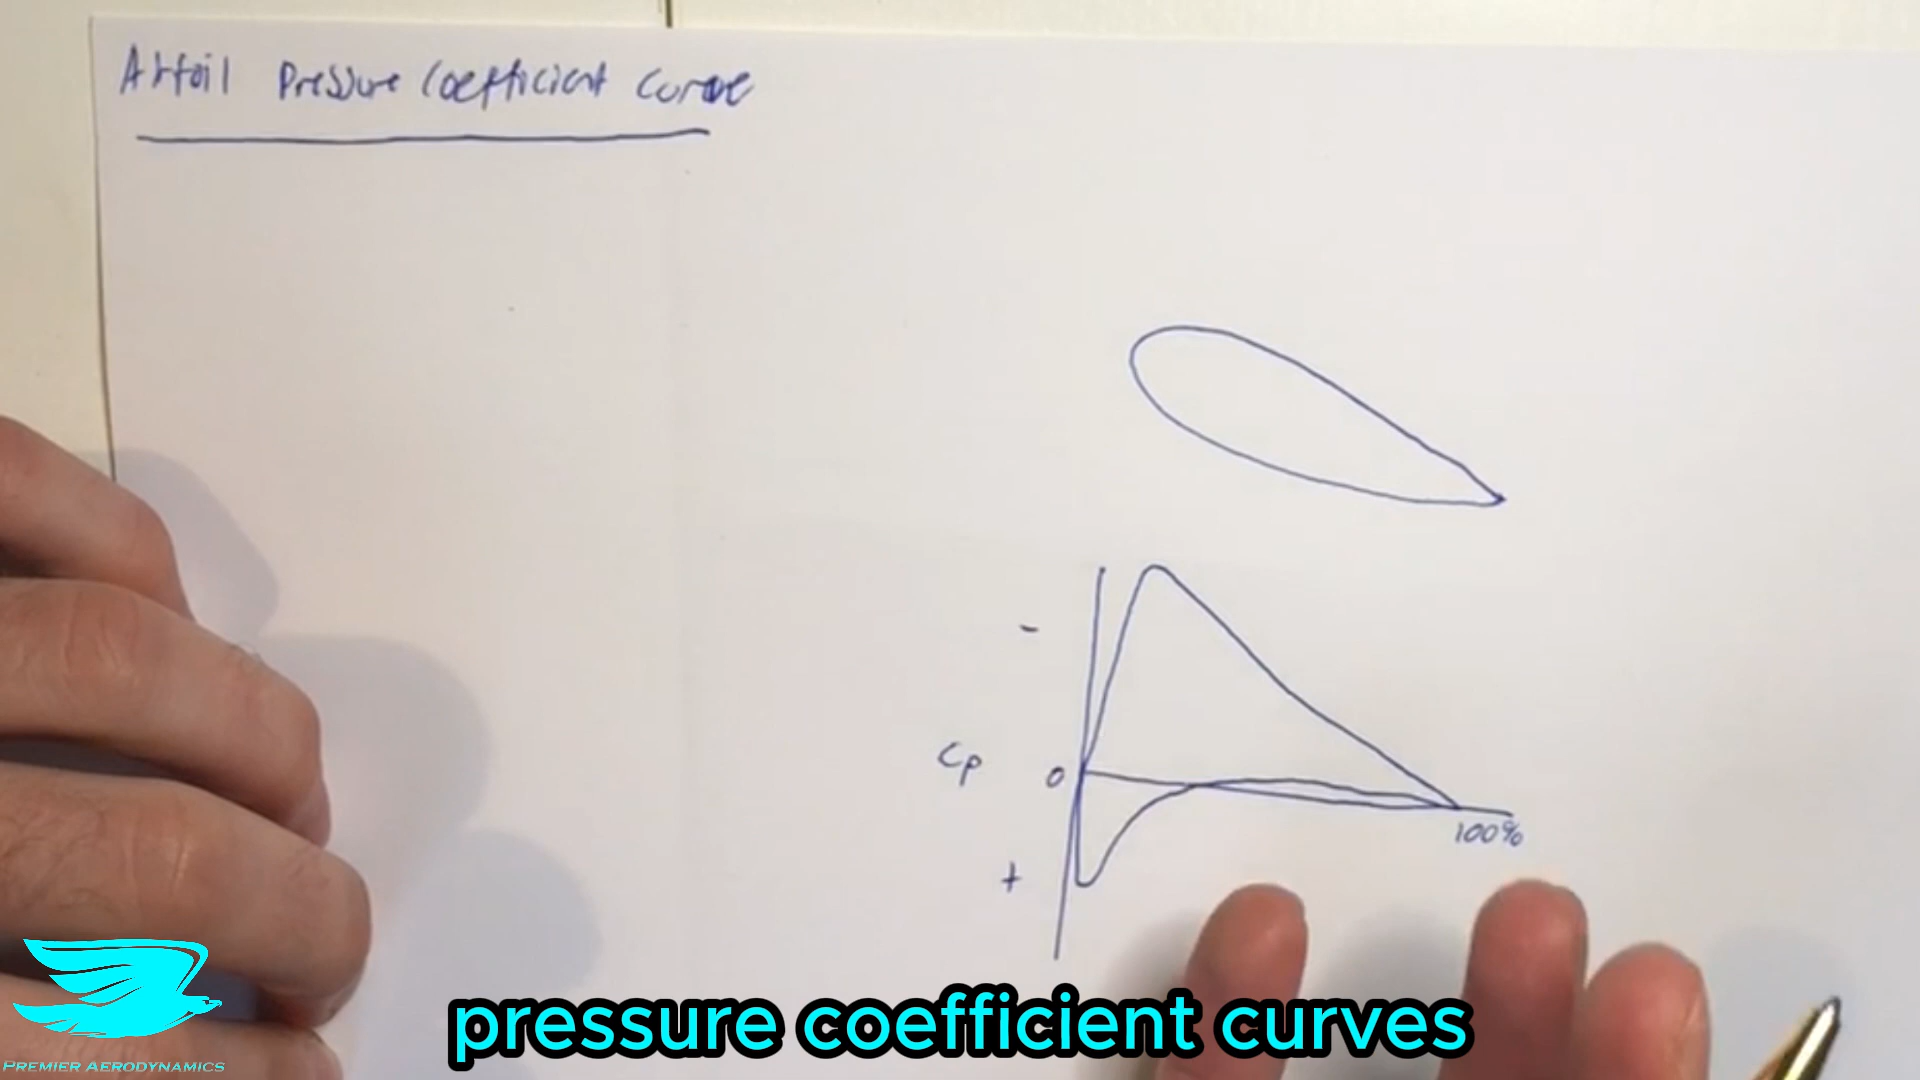 Airfoil Pressure Coefficient Curve
-
Cp 0
100%
+
pressure coefficient curves
PREMIER AERODYNAMICS